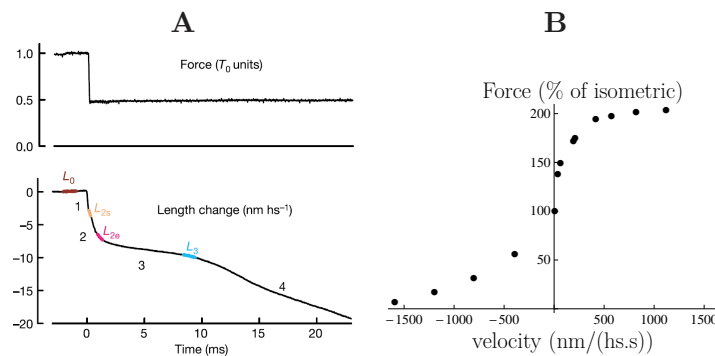 A
B
1.0
0.5
0.0
Force (T₀ units)
L₀
0
−5
−10
−15
−20
1
L₂ₛ
Length change (nm hs⁻¹)
2
L₂ₑ
3
L₃
4
0
5
10
15
20
Time (ms)
Force (% of isometric)
200
150
100
50
−1500
−1000
−500
0
500
1000
1500
velocity (nm/(hs.s)